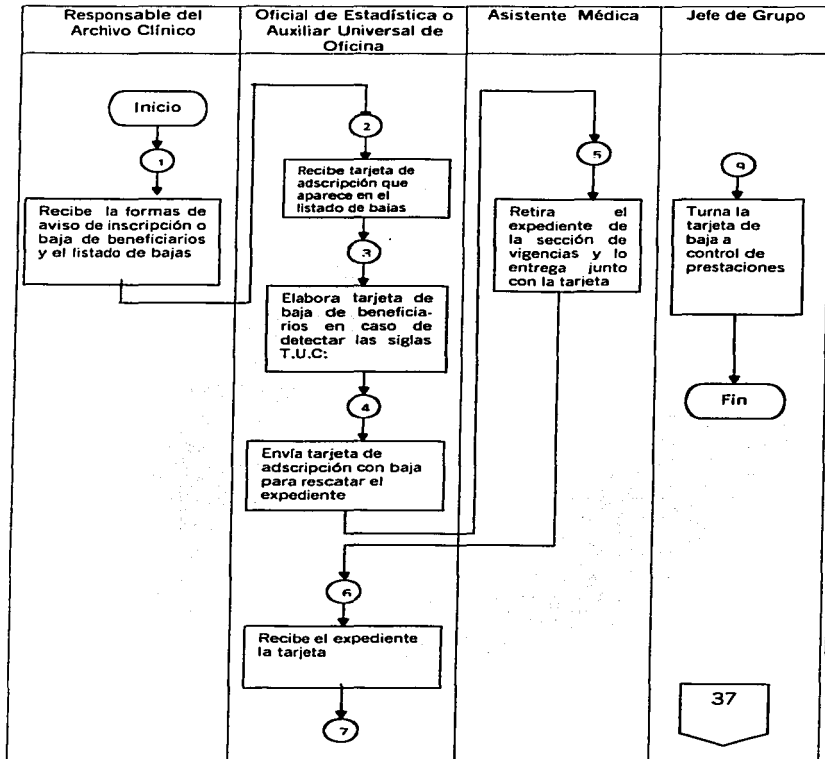 Responsable del
Archivo Clínico
Oficial de Estadística o
Auxiliar Universal de
Oficina
Asistente Médica
Jefe de Grupo
Inicio
1
Recibe la formas de
aviso de inscripción o
baja de beneficiarios
y el listado de bajas
2
Recibe tarjeta de
adscripción que
aparece en el
listado de bajas
3
Elabora tarjeta de
baja de beneficia-
rios en caso de
detectar las siglas
T.U.C:
4
Envía tarjeta de
adscripción con baja
para rescatar el
expediente
5
Retira el
expediente de
la sección de
vigencias y lo
entrega junto
con la tarjeta
6
Recibe el expediente
la tarjeta
7
9
Turna la
tarjeta de
baja a
control de
prestaciones
Fin
37